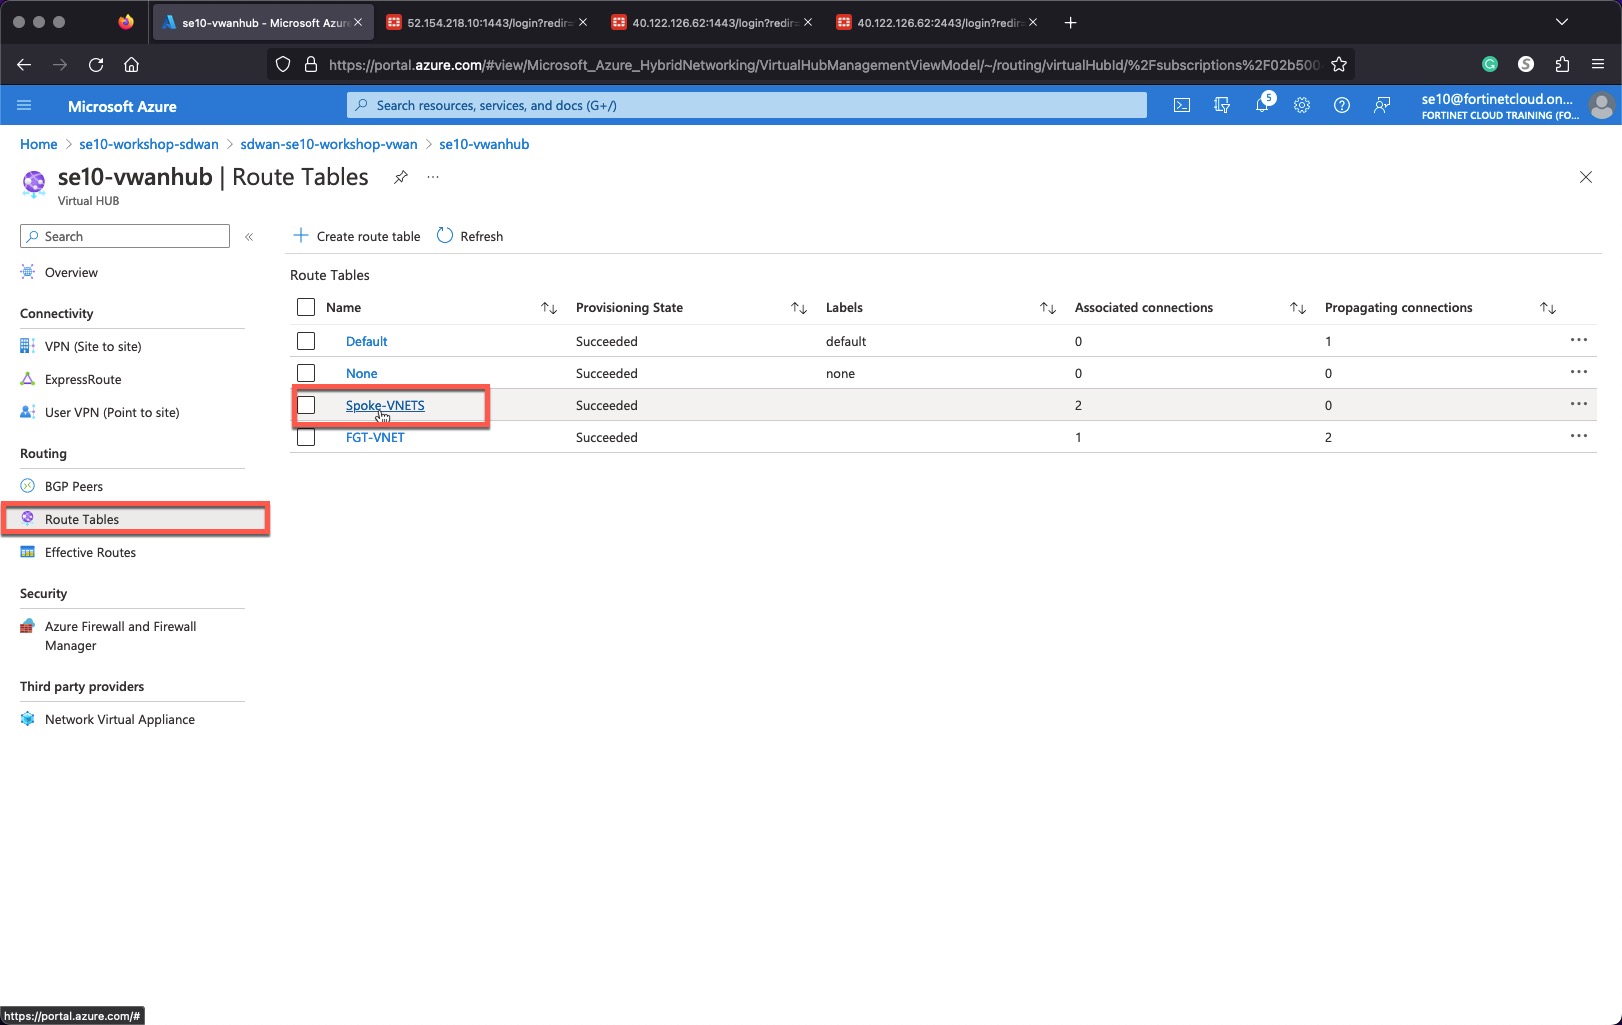 se10-vwanhub - Microsoft Azure
52.154.218.10:1443/login?redir=
40.122.126.62:1443/login?redir=
40.122.126.62:2443/login?redir=
https://portal.azure.com/#view/Microsoft_Azure_HybridNetworking/VirtualHubManagementViewModel/~/routing/virtualHubId/%2Fsubscriptions%2F02b500
Microsoft Azure
Search resources, services, and docs (G+/)
5
se10@fortinetcloud.on...
FORTINET CLOUD TRAINING (FO...
Home > se10-workshop-sdwan > sdwan-se10-workshop-vwan > se10-vwanhub
se10-vwanhub | Route Tables
Virtual HUB
Search
Overview
Connectivity
VPN (Site to site)
ExpressRoute
User VPN (Point to site)
Routing
BGP Peers
Route Tables
Effective Routes
Security
Azure Firewall and Firewall
Manager
Third party providers
Network Virtual Appliance
Create route table Refresh
Route Tables
Name Provisioning State Labels Associated connections Propagating connections
Default Succeeded default 0 1
None Succeeded none 0 0
Spoke-VNETS Succeeded 2 0
FGT-VNET Succeeded 1 2
https://portal.azure.com/#